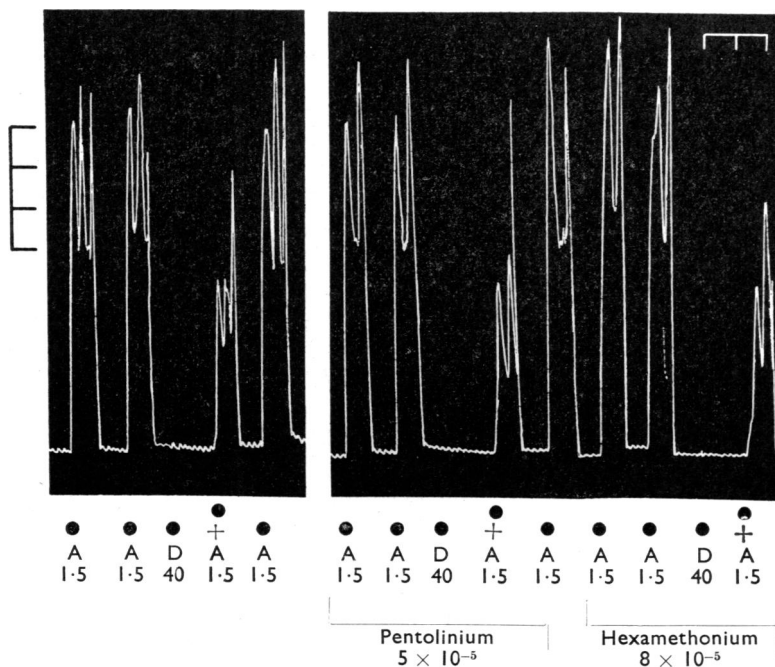 + + +
A A D A A A A D A A A A D A
1·5 1·5 40 1·5 1·5 1·5 1·5 40 1·5 1·5 1·5 1·5 40 1·5
Pentolinium Hexamethonium
5 × 10⁻⁵ 8 × 10⁻⁵